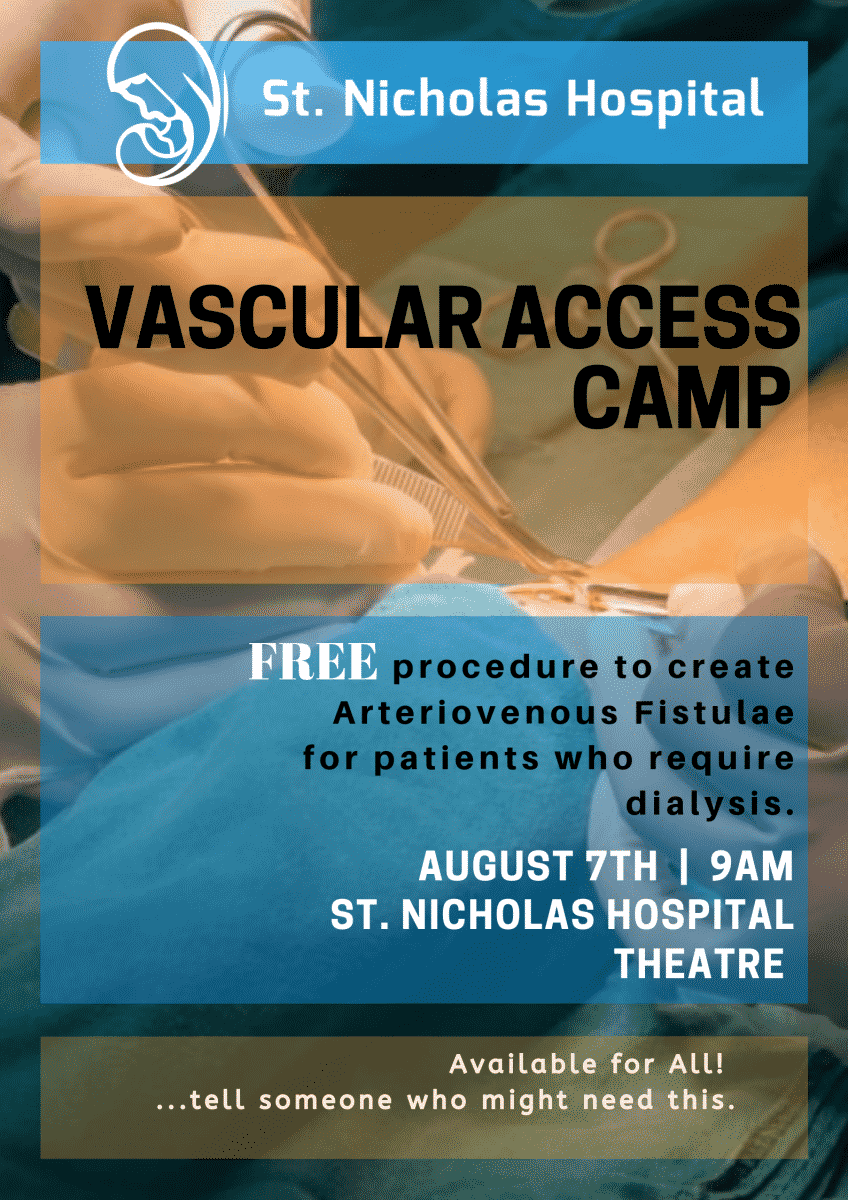 St. Nicholas Hospital
VASCULAR ACCESS
CAMP
FREE procedure to create
Arteriovenous Fistulae
for patients who require
dialysis.
AUGUST 7TH | 9AM
ST. NICHOLAS HOSPITAL
THEATRE
Available for All!
...tell someone who might need this.